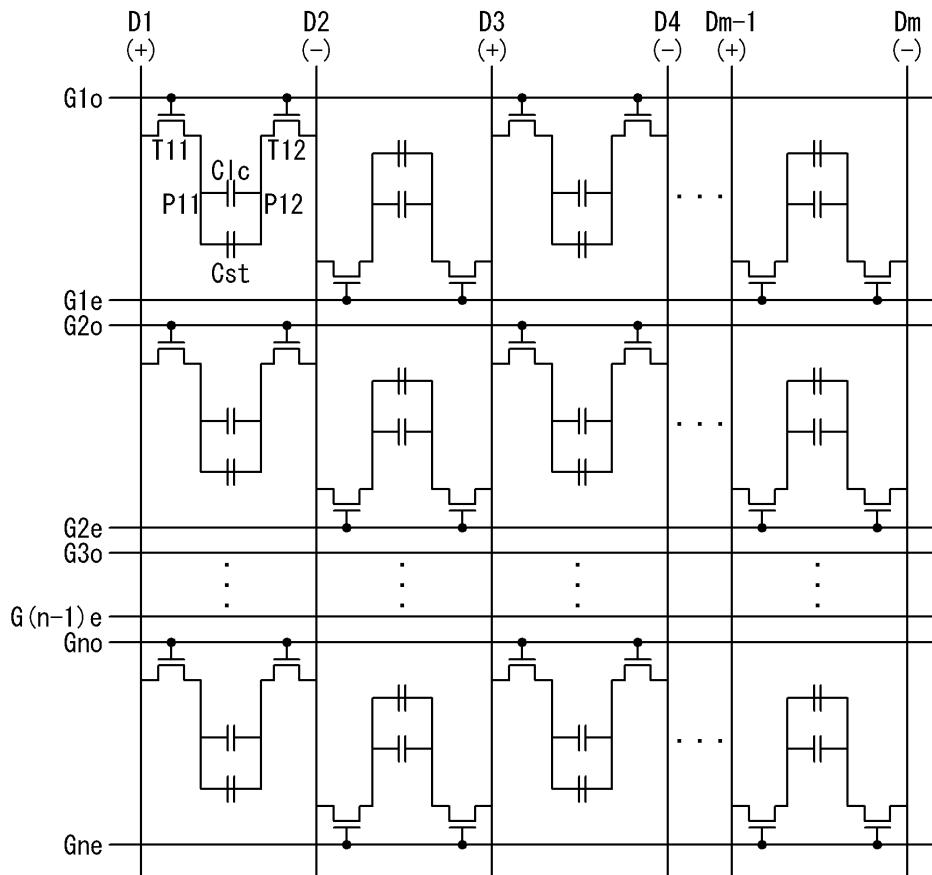 D1 D2 D3 D4 Dm-1 Dm
(+) (-) (+) (-) (+) (-)
G1o
T11 T12
Clc
P11 P12
. . .
Cst
G1e
G2o
. . .
G2e
G3o
G(n-1)e
Gno
. . .
Gne